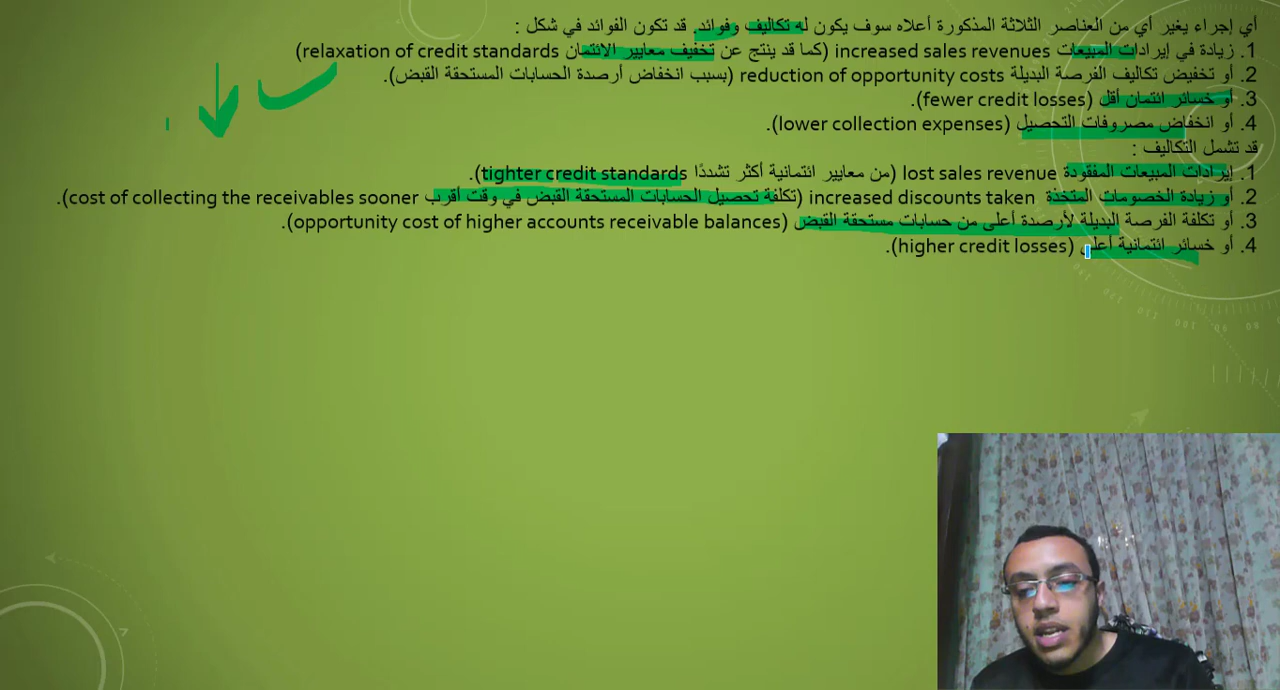 أي إجراء يغير أي من العناصر الثلاثة المذكورة أعلاه سوف يكون له تكاليف وفوائد. قد تكون الفوائد في شكل :
1. زيادة في إيرادات المبيعات increased sales revenues (كما قد ينتج عن تخفيف معايير الائتمان relaxation of credit standards)
2. أو تخفيض تكاليف الفرصة البديلة reduction of opportunity costs (بسبب انخفاض أرصدة الحسابات المستحقة القبض).
3. أو خسائر ائتمان أقل (fewer credit losses).
4. أو انخفاض مصروفات التحصيل (lower collection expenses).
قد تشمل التكاليف :
1. إيرادات المبيعات المفقودة lost sales revenue (من معايير ائتمانية أكثر تشددًا tighter credit standards).
2. أو زيادة الخصومات المتخذة increased discounts taken (تكلفة تحصيل الحسابات المستحقة القبض في وقت أقرب cost of collecting the receivables sooner).
3. أو تكلفة الفرصة البديلة لأرصدة أعلى من حسابات مستحقة القبض (opportunity cost of higher accounts receivable balances).
4. أو خسائر ائتمانية أعلى (higher credit losses).